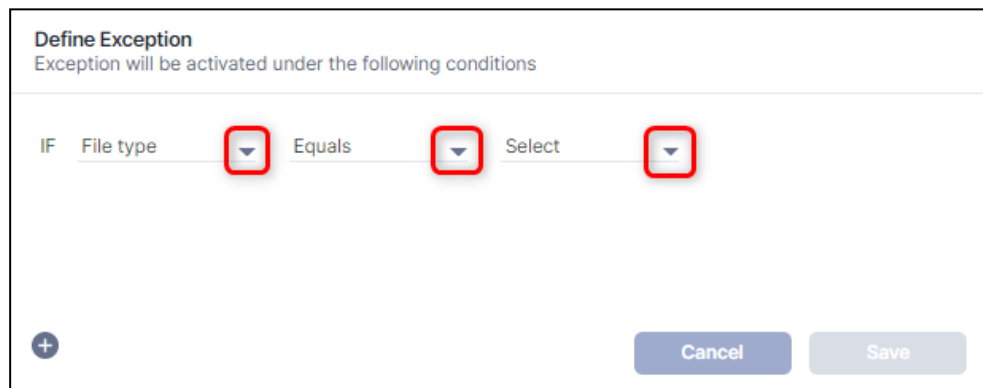 Define Exception
Exception will be activated under the following conditions
IF File type Equals Select
Cancel Save